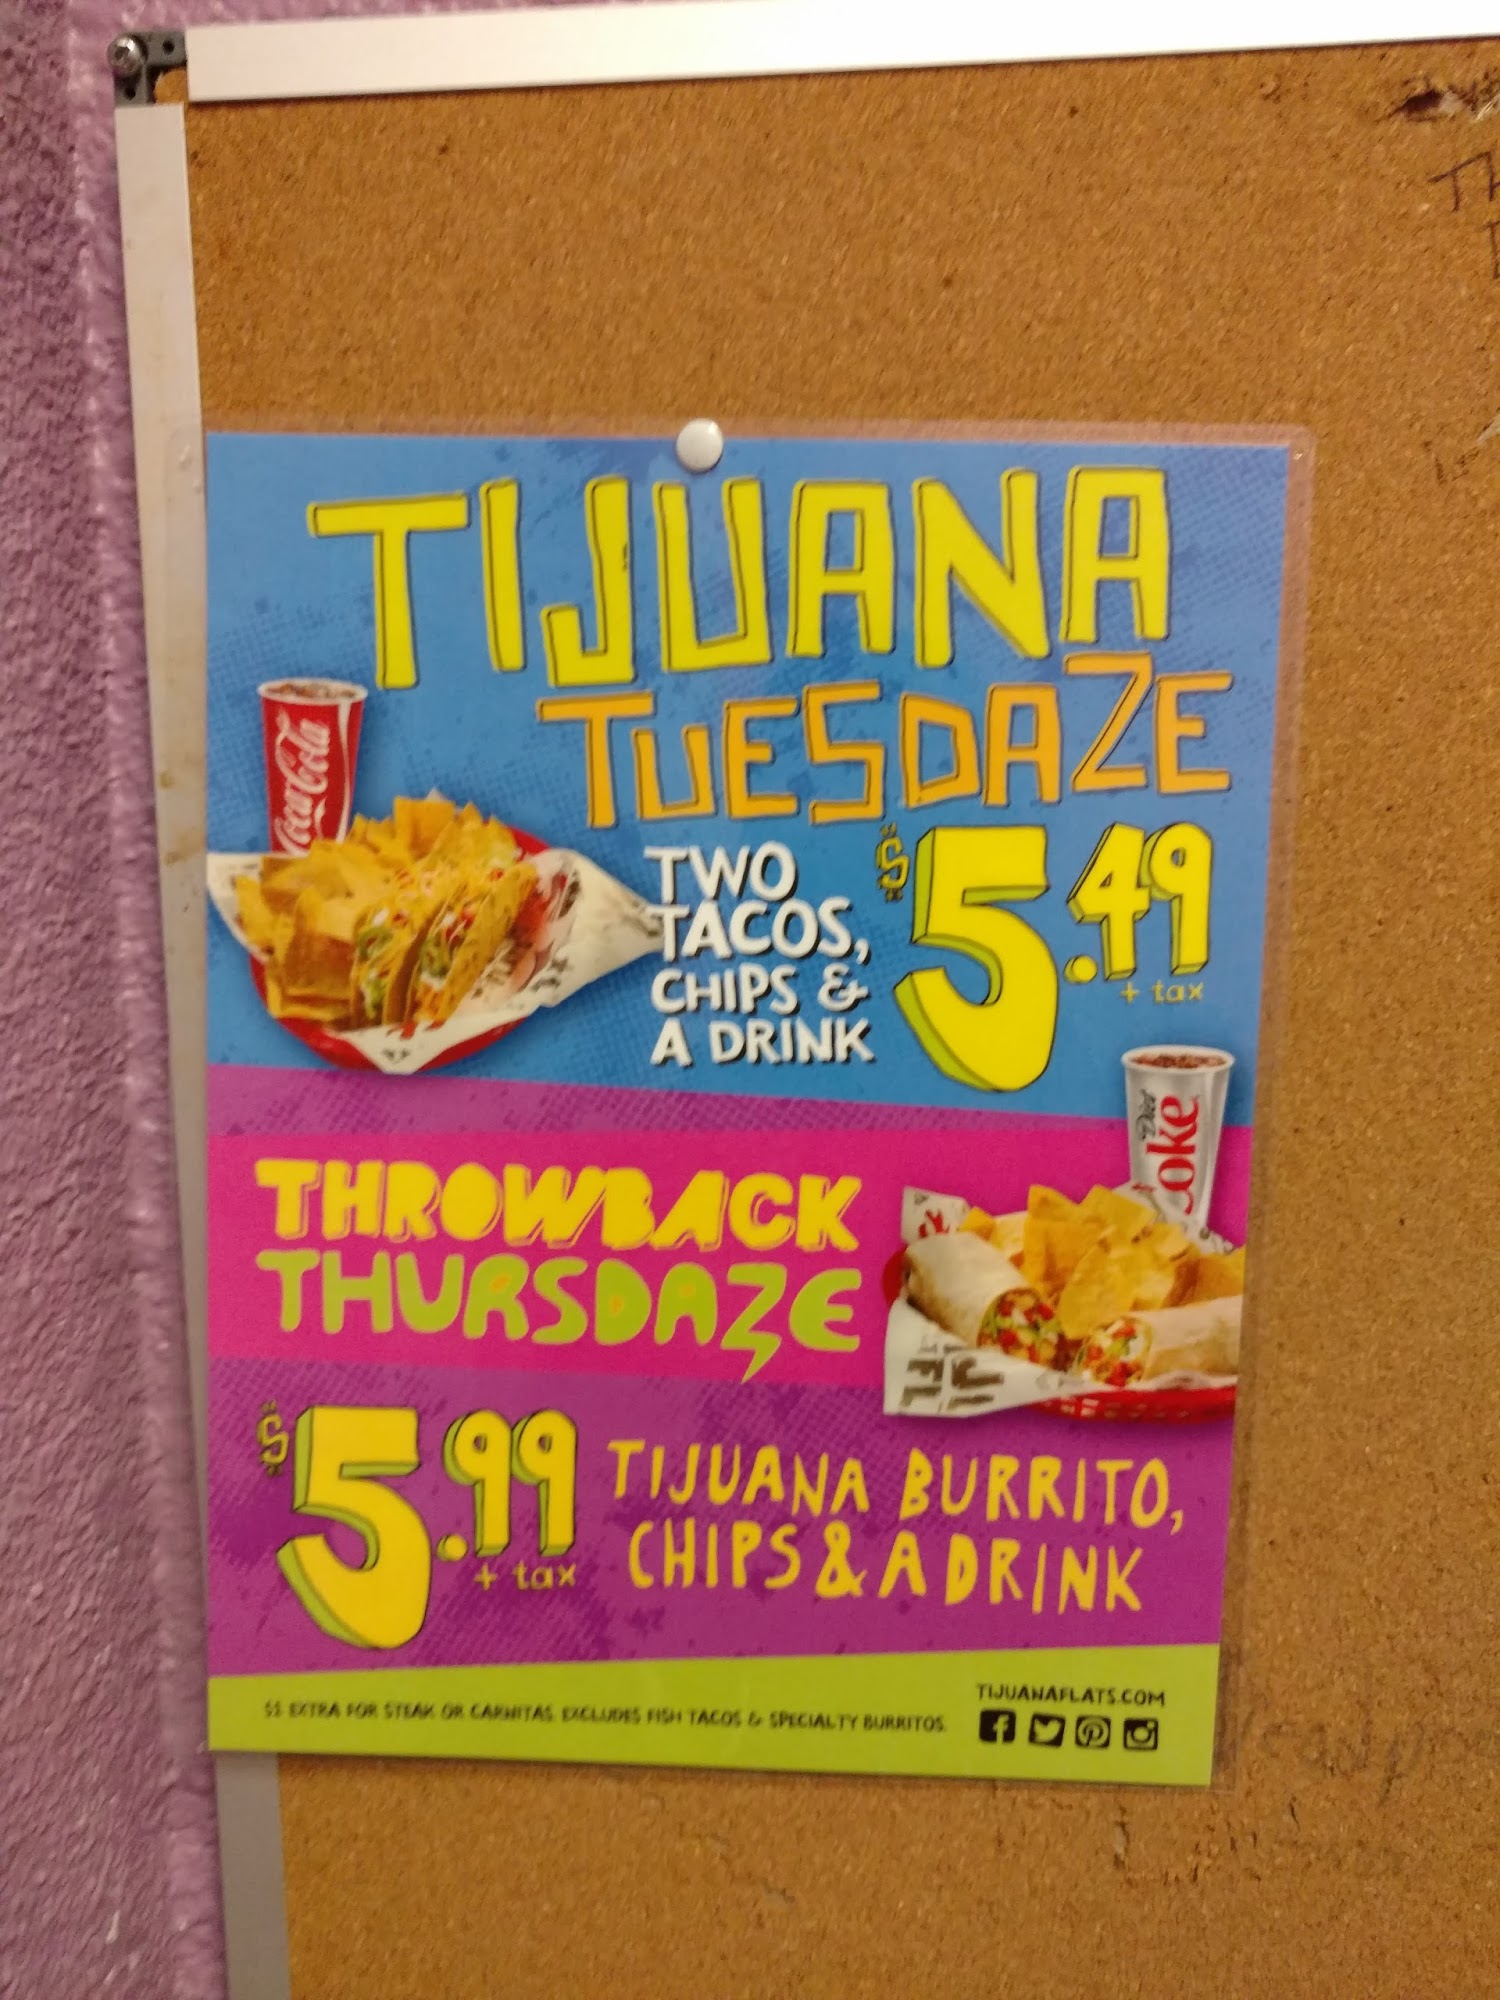 TIJUANA
TUESDAZE
Coca-Cola
TWO
TACOS,
CHIPS &
A DRINK
$5.49
+ tax
Diet
Coke
THROWBACK
THURSDAZE
$5.99
+ tax
TIJUANA BURRITO,
CHIPS & A DRINK
EXTRA FOR STEAK OR CARNITAS. EXCLUDES FISH TACOS & SPECIALTY BURRITOS.
TIJUANAFLATS.COM